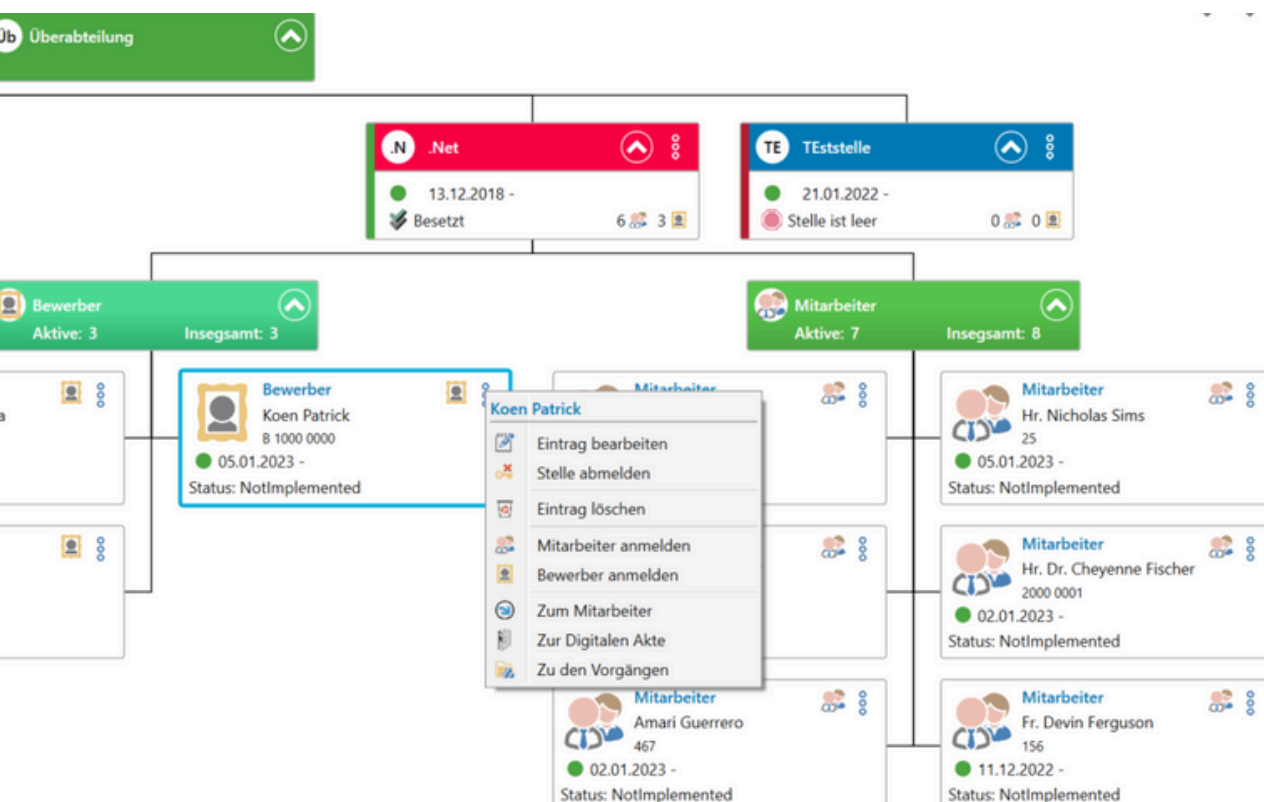 Üb Überabteilung
.N .Net
13.12.2018 -
Besetzt 6 3
TE TEststelle
21.01.2022 -
Stelle ist leer 0 0
Bewerber
Aktive: 3 Insegsamt: 3
Mitarbeiter
Aktive: 7 Insegsamt: 8
a
Bewerber
Koen Patrick
B 1000 0000
05.01.2023 -
Status: NotImplemented
Koen Patrick
Eintrag bearbeiten
Stelle abmelden
Eintrag löschen
Mitarbeiter anmelden
Bewerber anmelden
Zum Mitarbeiter
Zur Digitalen Akte
Zu den Vorgängen
Mitarbeiter
Mitarbeiter
Amari Guerrero
467
02.01.2023 -
Status: NotImplemented
Mitarbeiter
Hr. Nicholas Sims
25
05.01.2023 -
Status: NotImplemented
Mitarbeiter
Hr. Dr. Cheyenne Fischer
2000 0001
02.01.2023 -
Status: NotImplemented
Mitarbeiter
Fr. Devin Ferguson
156
11.12.2022 -
Status: NotImplemented